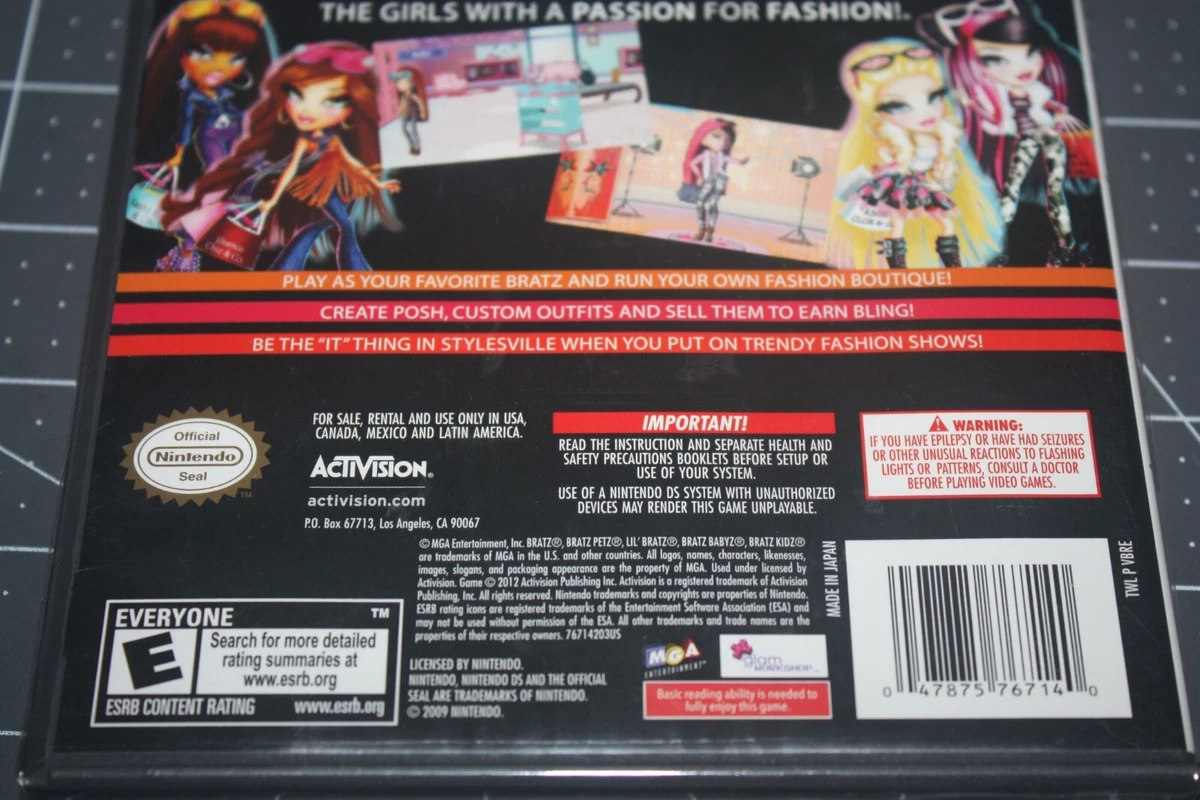 THE GIRLS WITH A PASSION FOR FASHION!™
PLAY AS YOUR FAVORITE BRATZ AND RUN YOUR OWN FASHION BOUTIQUE!
CREATE POSH, CUSTOM OUTFITS AND SELL THEM TO EARN BLING!
BE THE "IT" THING IN STYLESVILLE WHEN YOU PUT ON TRENDY FASHION SHOWS!
Official
Nintendo
Seal
TM
FOR SALE, RENTAL AND USE ONLY IN USA,
CANADA, MEXICO AND LATIN AMERICA.
ACTIVISION®
activision.com
P.O. Box 67713, Los Angeles, CA 90067
IMPORTANT!
READ THE INSTRUCTION AND SEPARATE HEALTH AND
SAFETY PRECAUTIONS BOOKLETS BEFORE SETUP OR
USE OF YOUR SYSTEM.
USE OF A NINTENDO DS SYSTEM WITH UNAUTHORIZED
DEVICES MAY RENDER THIS GAME UNPLAYABLE.
WARNING:
IF YOU HAVE EPILEPSY OR HAVE HAD SEIZURES
OR OTHER UNUSUAL REACTIONS TO FLASHING
LIGHTS OR PATTERNS, CONSULT A DOCTOR
BEFORE PLAYING VIDEO GAMES.
© MGA Entertainment, Inc. BRATZ®, BRATZ PETZ®, LIL' BRATZ®, BRATZ BABYZ®, BRATZ KIDZ®
are trademarks of MGA in the U.S. and other countries. All logos, names, characters, likenesses,
images, slogans, and packaging appearance are the property of MGA. Used under licensed by
Activision. Game © 2012 Activision Publishing Inc. Activision is a registered trademark of Activision
Publishing, Inc. All rights reserved. Nintendo trademarks and copyrights are properties of Nintendo.
ESRB rating icons are registered trademarks of the Entertainment Software Association (ESA) and
may not be used without permission of the ESA. All other trademarks and trade names are the
properties of their respective owners. 76714203US
MADE IN JAPAN
TWL P VBRE
EVERYONE
TM
E
Search for more detailed
rating summaries at
www.esrb.org
ESRB CONTENT RATING www.esrb.org
LICENSED BY NINTENDO.
NINTENDO, NINTENDO DS AND THE OFFICIAL
SEAL ARE TRADEMARKS OF NINTENDO.
© 2009 NINTENDO.
MGA
ENTERTAINMENT™
glam
WORKSHOP
Basic reading ability is needed to
fully enjoy this game.
0 47875 76714 0